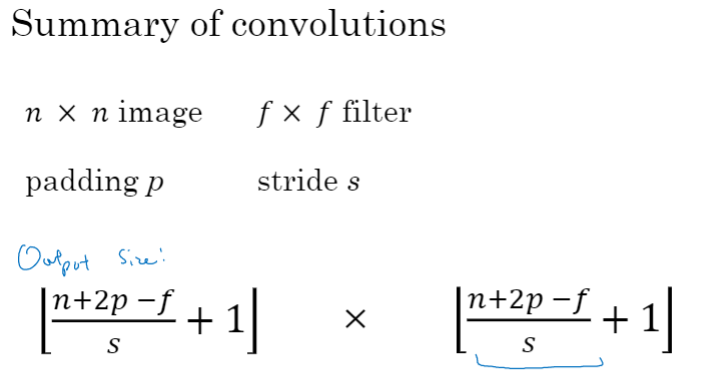 Summary of convolutions
n × n image f × f filter
padding p stride s
Output size:
⌊(n+2p −f)/s + 1⌋ × ⌊(n+2p −f)/s + 1⌋